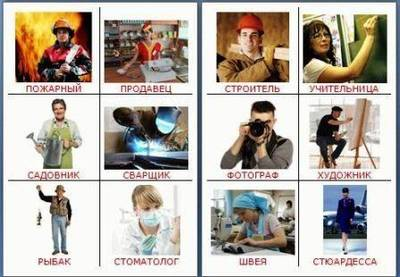 ПОЖАРНЫЙ ПРОДАВЕЦ
САДОВНИК СВАРЩИК
РЫБАК СТОМАТОЛОГ
СТРОИТЕЛЬ УЧИТЕЛЬНИЦА
ФОТОГРАФ ХУДОЖНИК
ШВЕЯ СТЮАРДЕССА